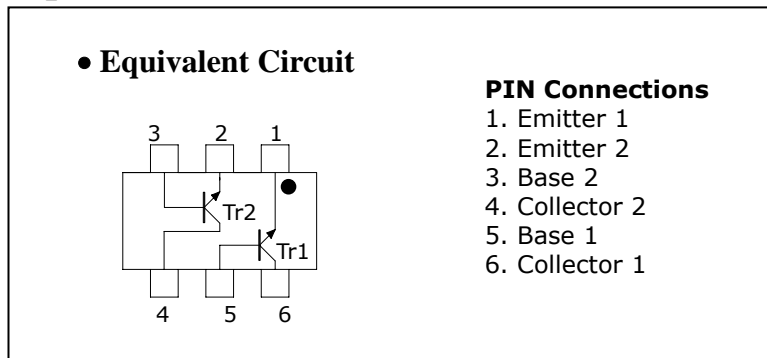 • Equivalent Circuit
PIN Connections
1. Emitter 1
2. Emitter 2
3. Base 2
4. Collector 2
5. Base 1
6. Collector 1
3 2 1
Tr2
Tr1
4 5 6